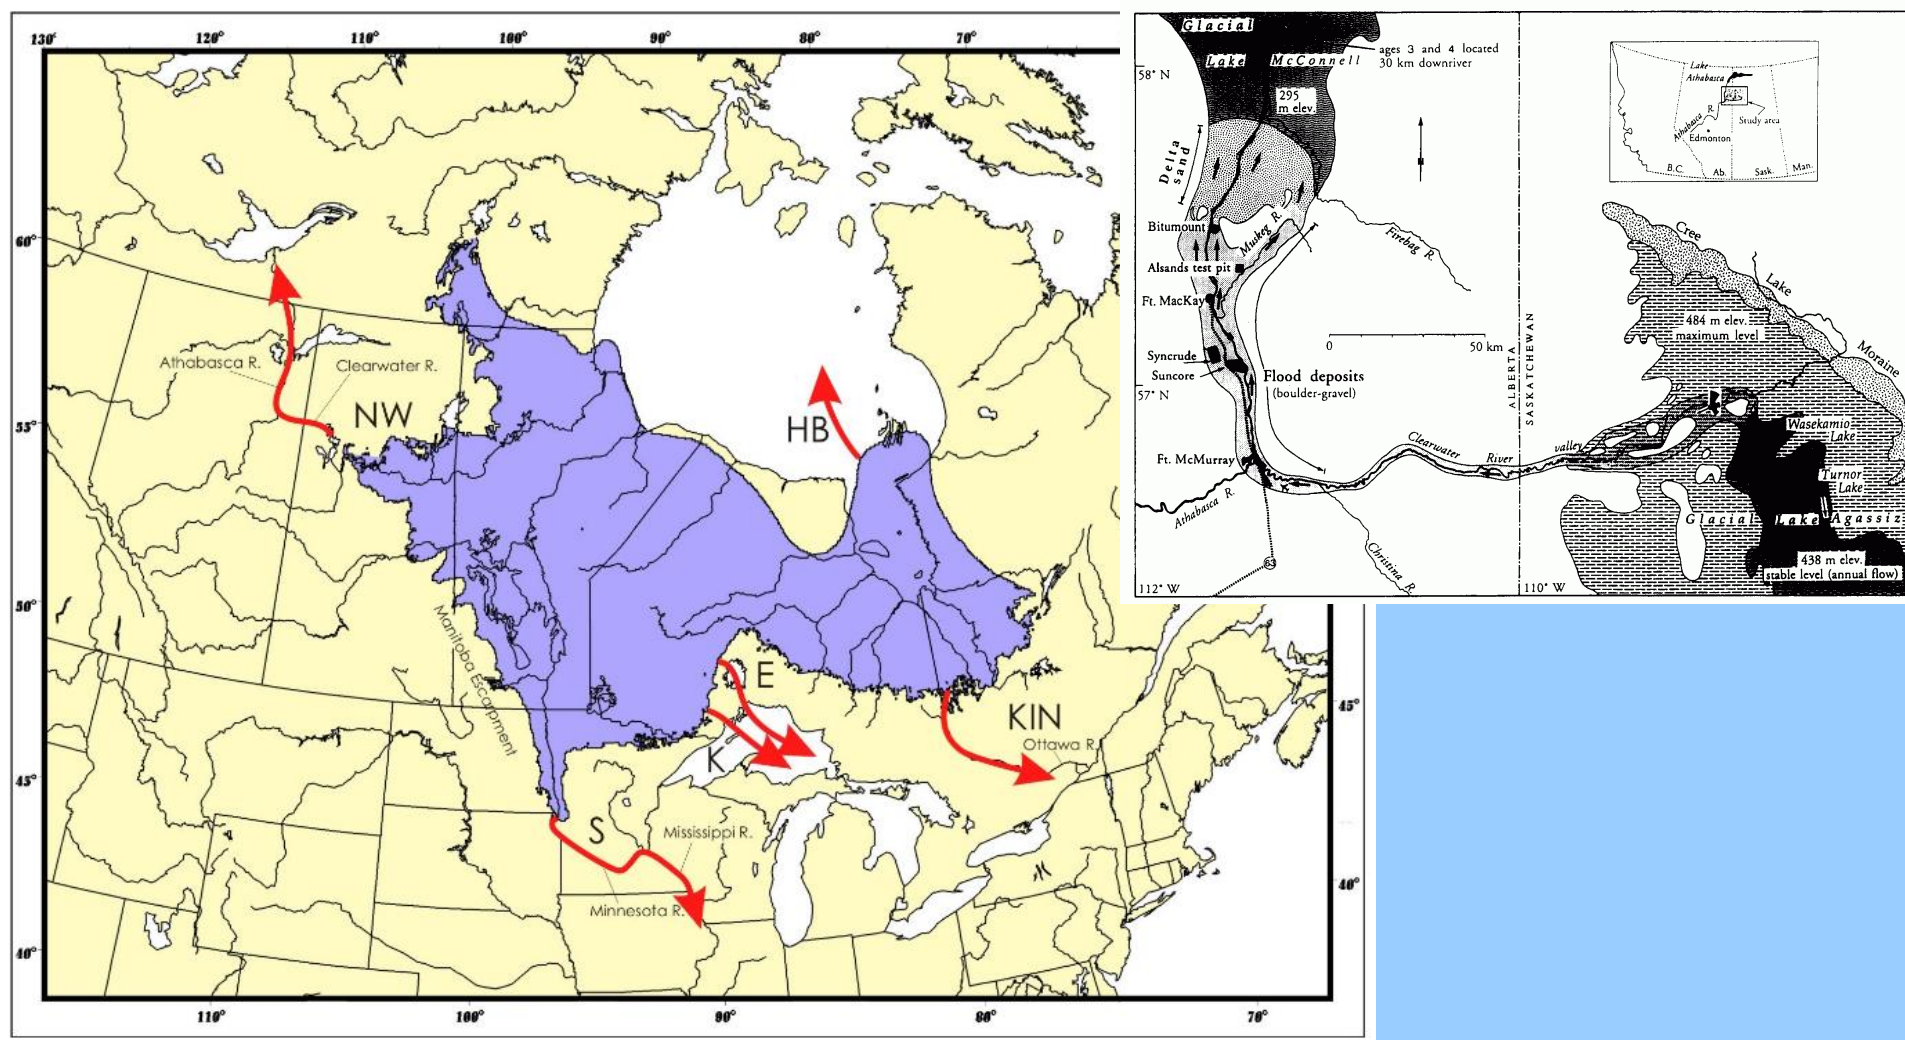 130°
120°
110°
100°
90°
80°
70°
60°
55°
50°
45°
40°
45°
40°
110°
100°
90°
80°
70°
Athabasca R.
Clearwater R.
NW
HB
Manitoba Escarpment
E
K
KIN
Ottawa R.
S
Mississippi R.
Minnesota R.
Glacial
Lake McConnell
ages 3 and 4 located
30 km downriver
58° N
295
m elev.
Delta
sand
Bitumount
Muskeg R.
Firebag R.
Alsands test pit
Ft. MacKay
0
50 km
Syncrude
Suncore
57° N
Flood deposits
(boulder-gravel)
ALBERTA
SASKATCHEWAN
Ft. McMurray
Clearwater River valley
Athabasca R.
Christina R.
63
112° W
110° W
Lake
Athabasca
R.
Athabasca
Study area
Edmonton
B.C.
Ab.
Sask.
Man.
Cree
Lake
Moraine
484 m elev.
maximum level
Wasekamio
Lake
Turnor
Lake
Glacial Lake Agassiz
438 m elev.
stable level (annual flow)